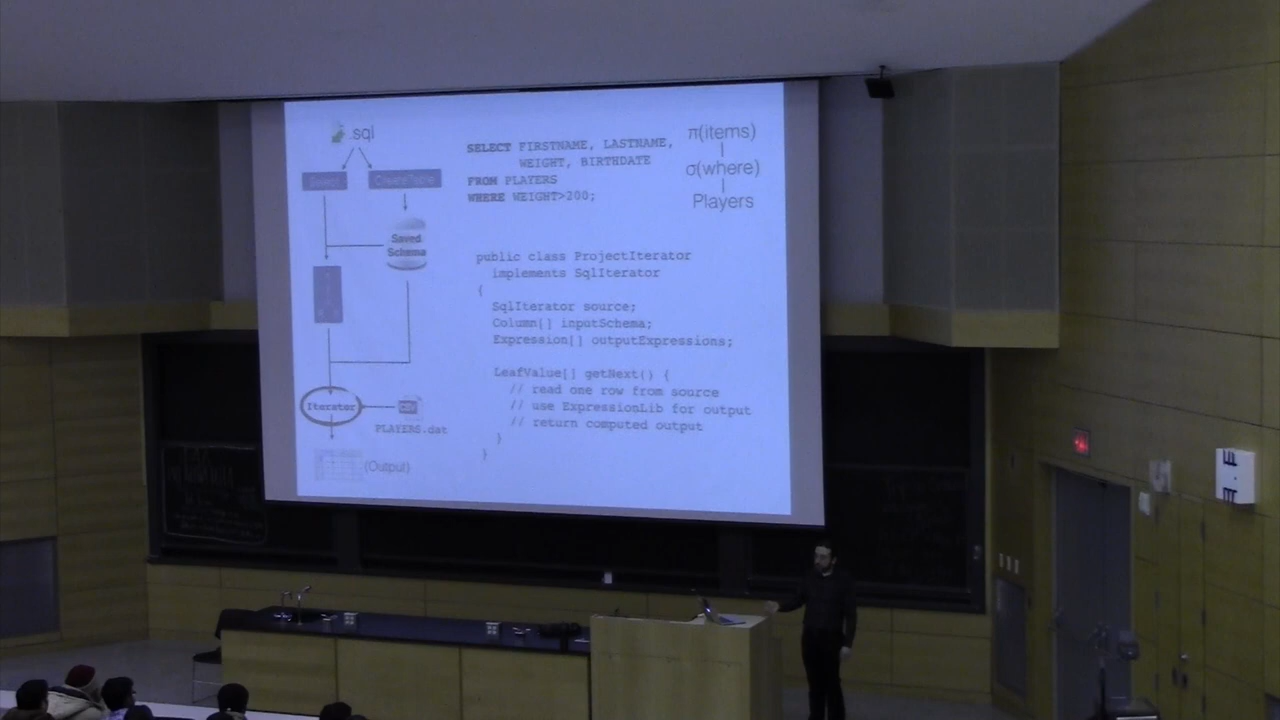 .sql
Select
CreateTable
Saved
Schema
Iterator
CSV
PLAYERS.dat
(Output)
SELECT FIRSTNAME, LASTNAME,
WEIGHT, BIRTHDATE
FROM PLAYERS
WHERE WEIGHT>200;
π(items)
σ(where)
Players
public class ProjectIterator
implements SqlIterator
{
SqlIterator source;
Column[] inputSchema;
Expression[] outputExpressions;
LeafValue[] getNext() {
// read one row from source
// use ExpressionLib for output
// return computed output
}
}